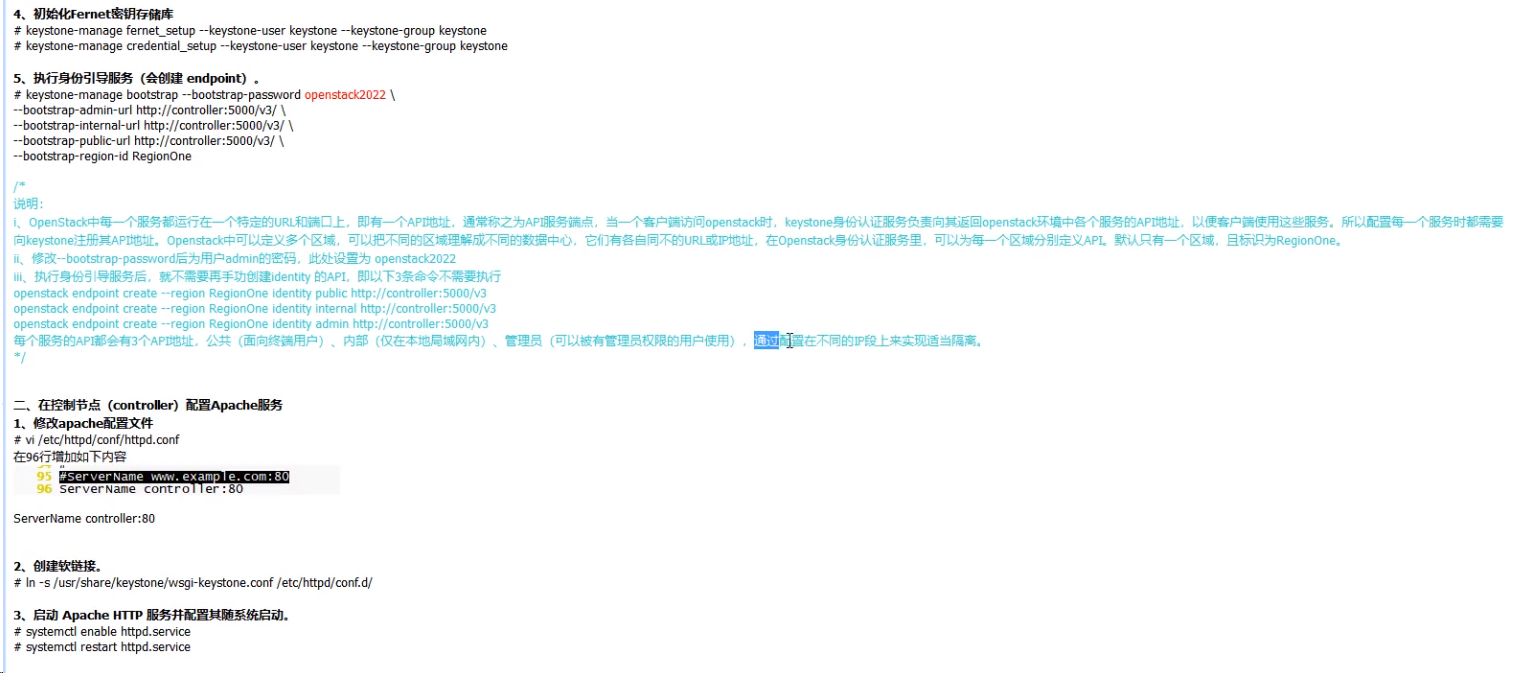 4、初始化Fernet密钥存储库
# keystone-manage fernet_setup --keystone-user keystone --keystone-group keystone
# keystone-manage credential_setup --keystone-user keystone --keystone-group keystone
5、执行身份引导服务（会创建 endpoint）。
# keystone-manage bootstrap --bootstrap-password openstack2022 \
--bootstrap-admin-url http://controller:5000/v3/ \
--bootstrap-internal-url http://controller:5000/v3/ \
--bootstrap-public-url http://controller:5000/v3/ \
--bootstrap-region-id RegionOne
/*
说明：
i、OpenStack中每一个服务都运行在一个特定的URL和端口上，即有一个API地址，通常称之为API服务端点，当一个客户端访问openstack时，keystone身份认证服务负责向其返回openstack环境中各个服务的API地址，以便客户端使用这些服务。所以配置每一个服务时都需要
向keystone注册其API地址。Openstack中可以定义多个区域，可以把不同的区域理解成不同的数据中心，它们有各自同不的URL或IP地址，在Openstack身份认证服务里，可以为每一个区域分别定义API。默认只有一个区域，且标识为RegionOne。
ii、修改--bootstrap-password后为用户admin的密码，此处设置为 openstack2022
iii、执行身份引导服务后，就不需要再手功创建identity 的API，即以下3条命令不需要执行
openstack endpoint create --region RegionOne identity public http://controller:5000/v3
openstack endpoint create --region RegionOne identity internal http://controller:5000/v3
openstack endpoint create --region RegionOne identity admin http://controller:5000/v3
每个服务的API都会有3个API地址，公共（面向终端用户）、内部（仅在本地局域网内）、管理员（可以被有管理员权限的用户使用），通过配置在不同的IP段上来实现适当隔离。
*/
二、在控制节点（controller）配置Apache服务
1、修改apache配置文件
# vi /etc/httpd/conf/httpd.conf
在96行增加如下内容
95 #ServerName www.example.com:80
96 ServerName controller:80
ServerName controller:80
2、创建软链接。
# ln -s /usr/share/keystone/wsgi-keystone.conf /etc/httpd/conf.d/
3、启动 Apache HTTP 服务并配置其随系统启动。
# systemctl enable httpd.service
# systemctl restart httpd.service